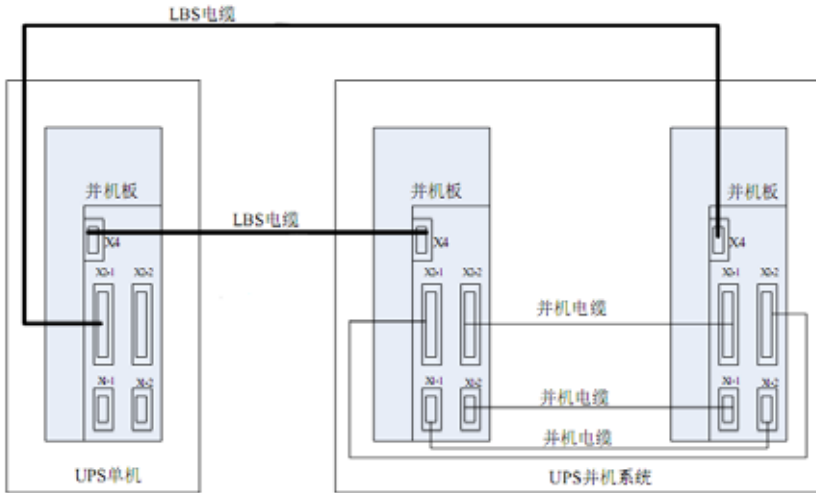 LBS电缆
并机板
并机板
并机板
X4
LBS电缆
X4
X4
X2-1 X2-2
X2-1 X2-2
X2-1 X2-2
并机电缆
X1-1 X1-2
X1-1 X1-2
X1-1 X1-2
并机电缆
并机电缆
UPS单机
UPS并机系统